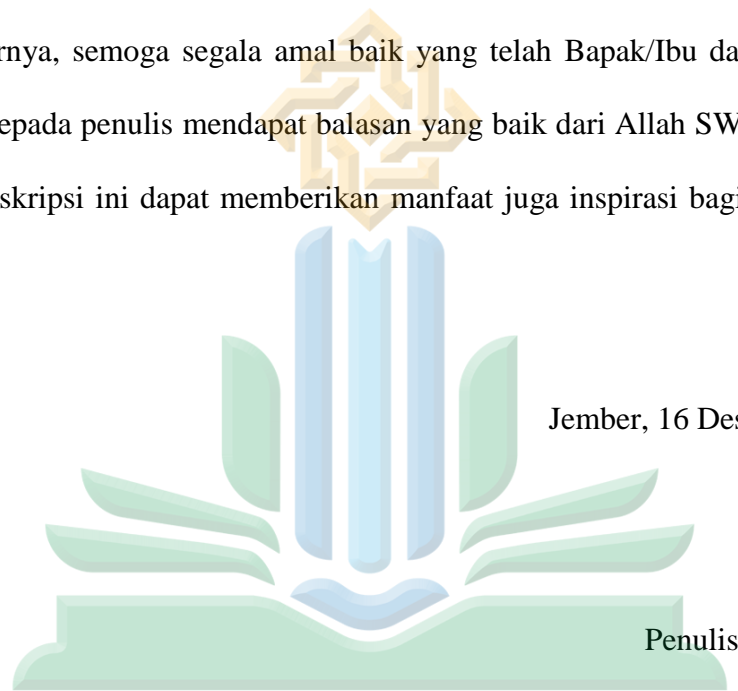 rnya, semoga segala amal baik yang telah Bapak/Ibu da
epada penulis mendapat balasan yang baik dari Allah SW
skripsi ini dapat memberikan manfaat juga inspirasi bagi
Jember, 16 Des
Penulis